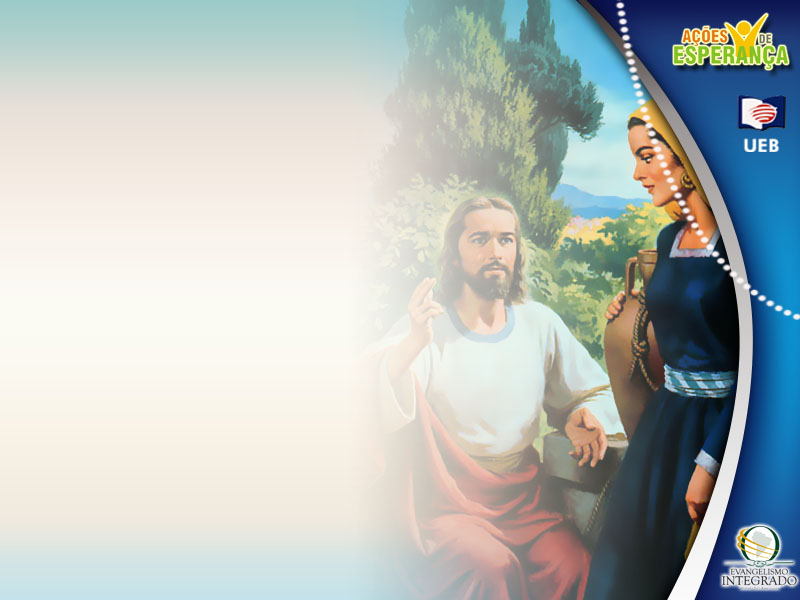 AÇÕES DE
ESPERANÇA
UEB
EVANGELISMO
INTEGRADO